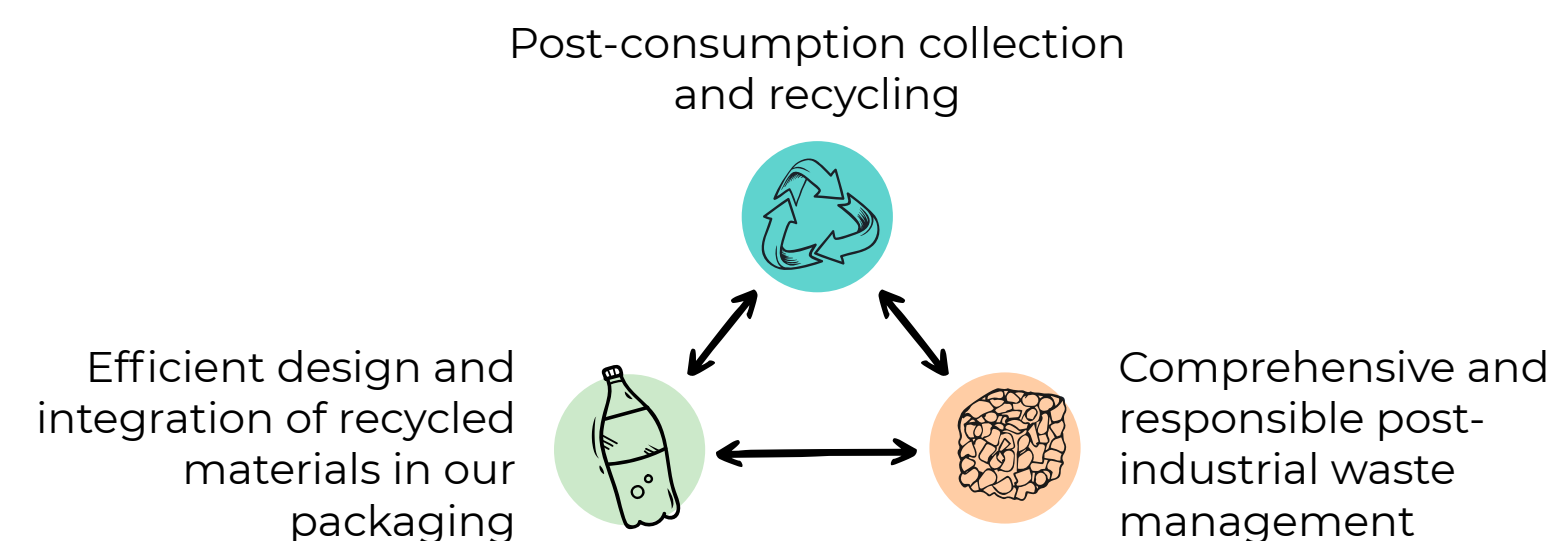 Post-consumption collection
and recycling
Efficient design and
integration of recycled
materials in our
packaging
Comprehensive and
responsible post-
industrial waste
management